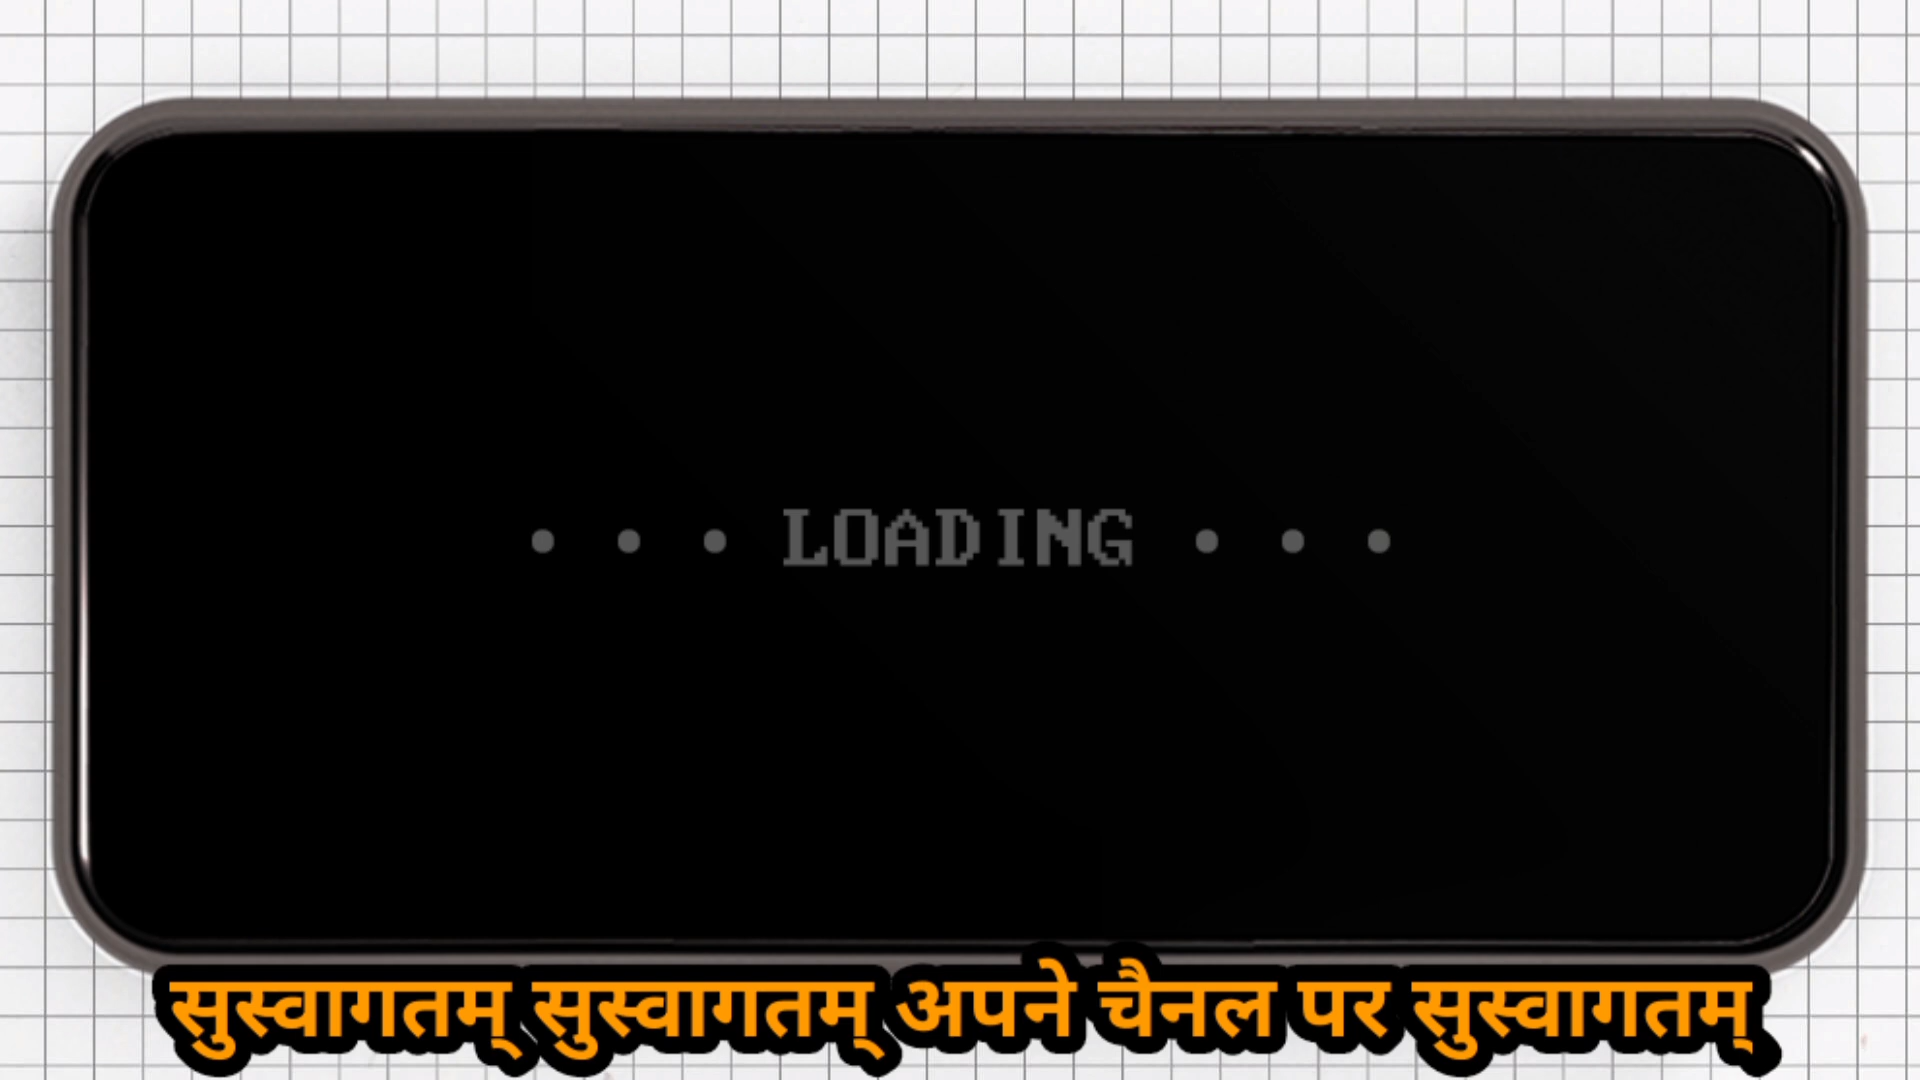 • • • LOADING • • •
सुस्वागतम् सुस्वागतम् अपने चैनल पर सुस्वागतम्